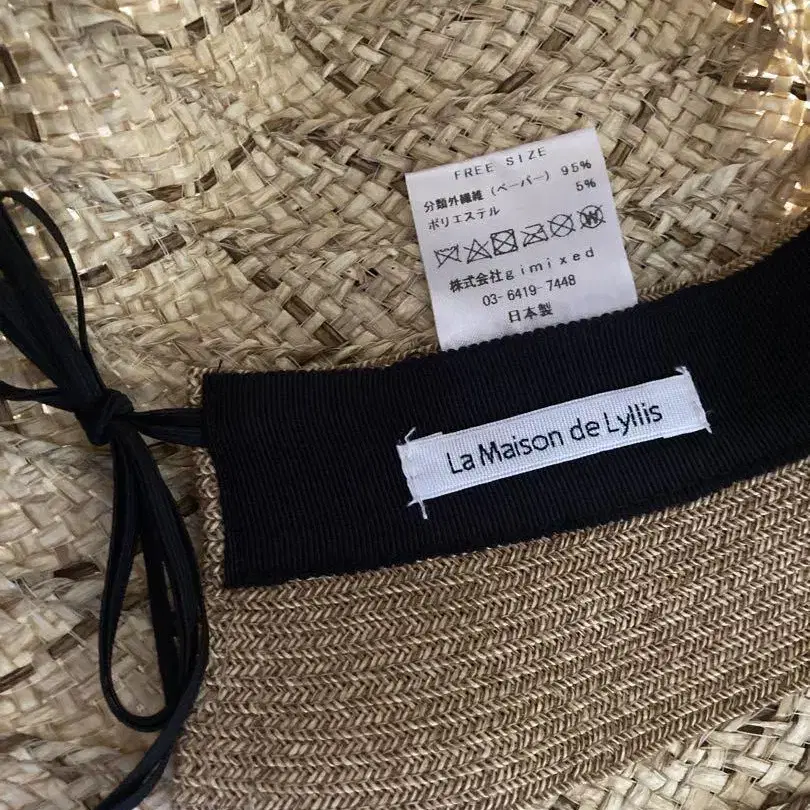 FREE SIZE
分類外繊維 (ペーパー) 95%
ポリエステル 5%
W
株式会社gimixed
03-6419-7448
日本製
La Maison de Lyllis